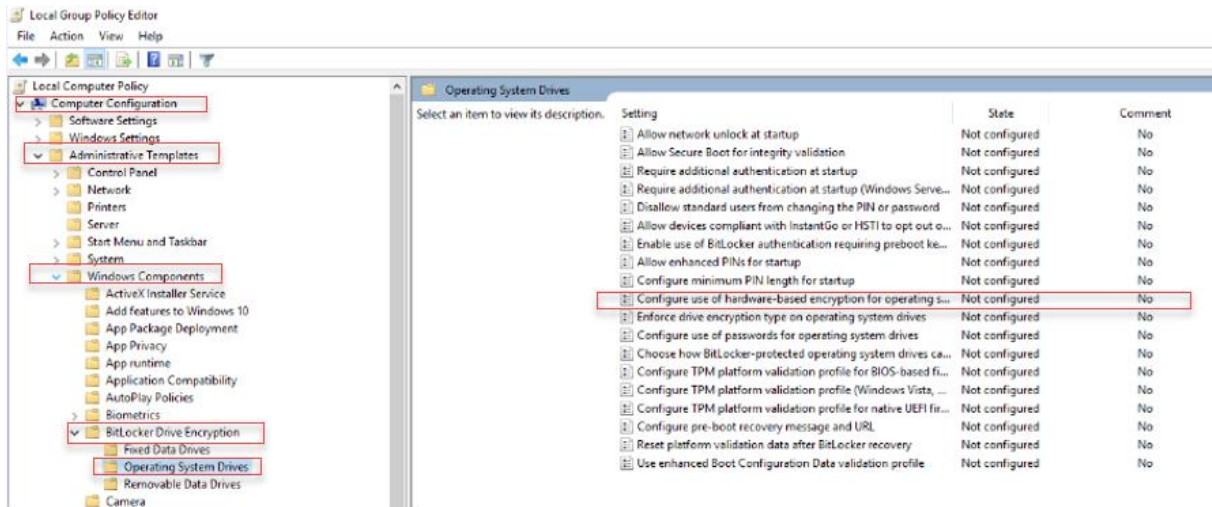 Local Group Policy Editor
File Action View Help
Local Computer Policy
Computer Configuration
Software Settings
Windows Settings
Administrative Templates
Control Panel
Network
Printers
Server
Start Menu and Taskbar
System
Windows Components
ActiveX Installer Service
Add features to Windows 10
App Package Deployment
App Privacy
App runtime
Application Compatibility
AutoPlay Policies
Biometrics
BitLocker Drive Encryption
Fixed Data Drives
Operating System Drives
Removable Data Drives
Camera
Operating System Drives
Select an item to view its description.
Setting State Comment
Allow network unlock at startup Not configured No
Allow Secure Boot for integrity validation Not configured No
Require additional authentication at startup Not configured No
Require additional authentication at startup (Windows Serve... Not configured No
Disallow standard users from changing the PIN or password Not configured No
Allow devices compliant with InstantGo or HSTI to opt out o... Not configured No
Enable use of BitLocker authentication requiring preboot ke... Not configured No
Allow enhanced PINs for startup Not configured No
Configure minimum PIN length for startup Not configured No
Configure use of hardware-based encryption for operating s... Not configured No
Enforce drive encryption type on operating system drives Not configured No
Configure use of passwords for operating system drives Not configured No
Choose how BitLocker-protected operating system drives ca... Not configured No
Configure TPM platform validation profile for BIOS-based fi... Not configured No
Configure TPM platform validation profile (Windows Vista, ... Not configured No
Configure TPM platform validation profile for native UEFI fir... Not configured No
Configure pre-boot recovery message and URL Not configured No
Reset platform validation data after BitLocker recovery Not configured No
Use enhanced Boot Configuration Data validation profile Not configured No